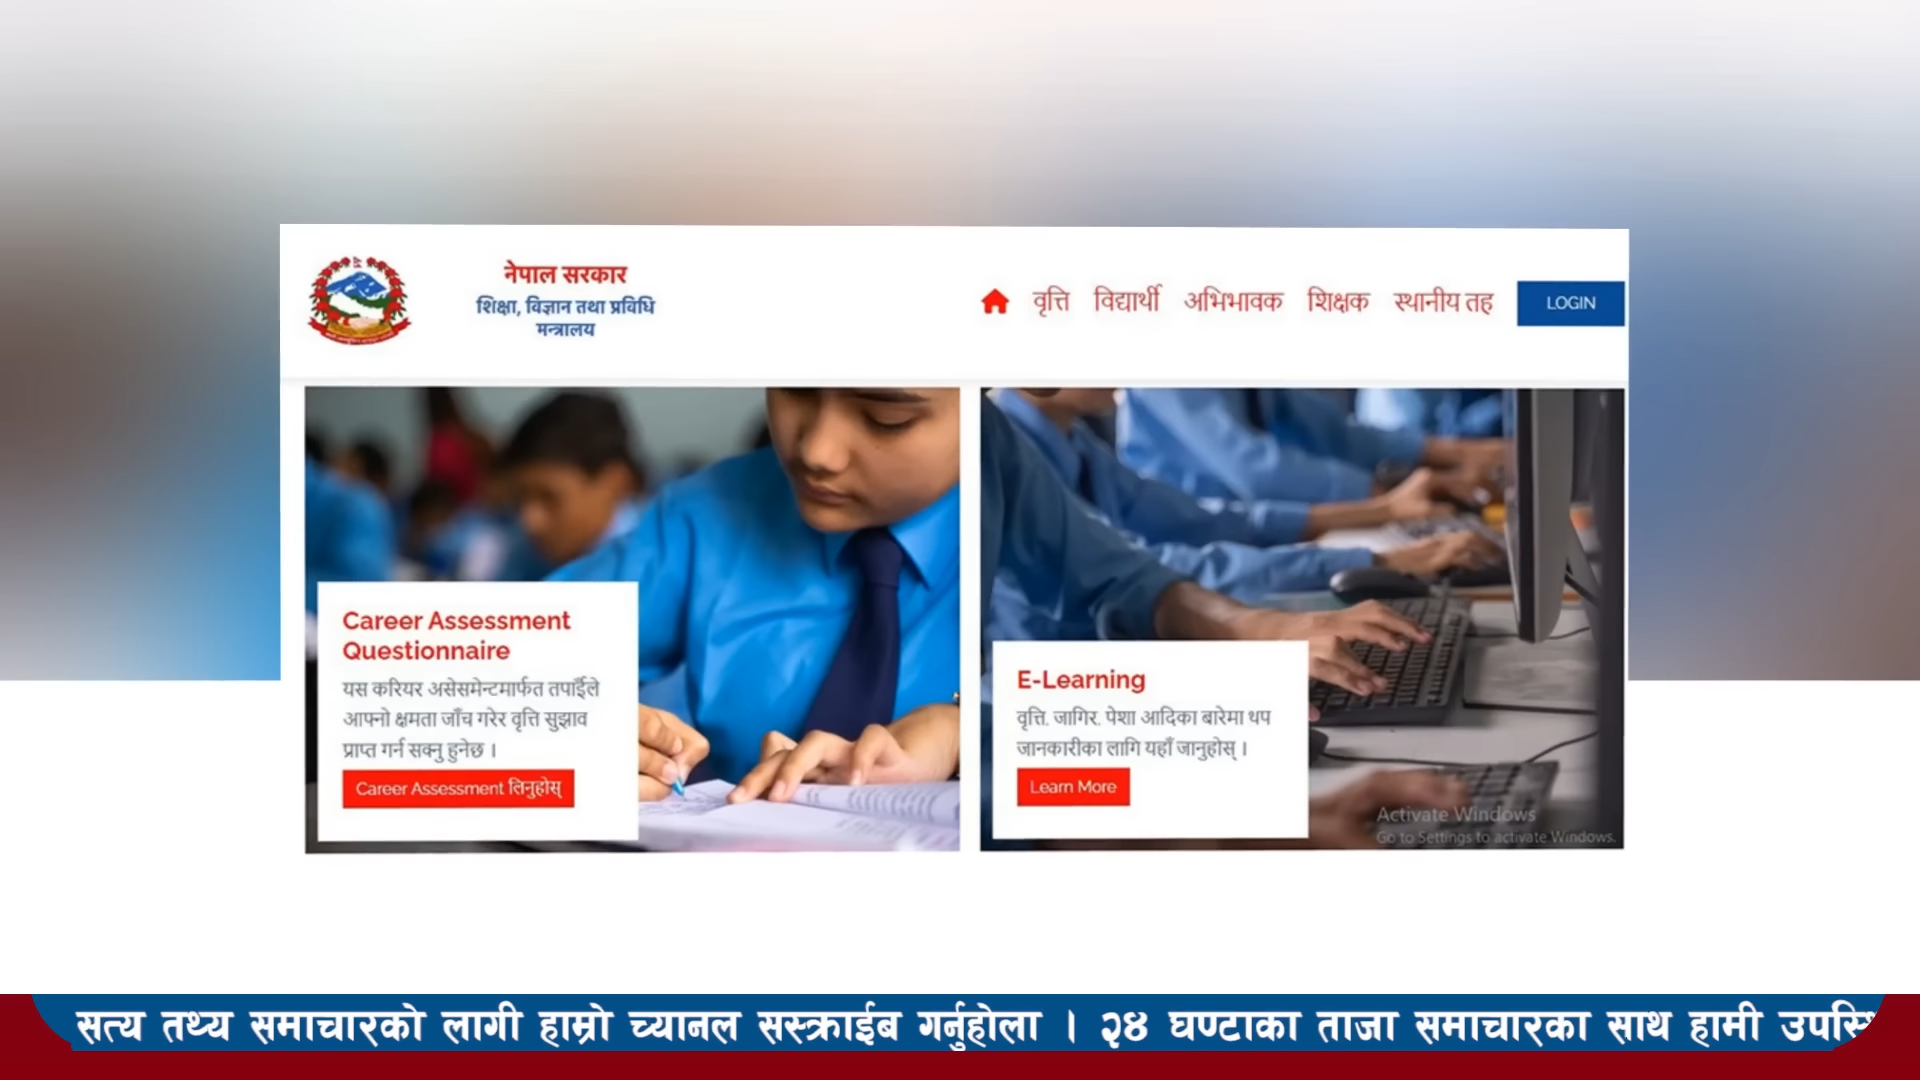 नेपाल सरकार
शिक्षा, विज्ञान तथा प्रविधि
मन्त्रालय
वृत्ति विद्यार्थी अभिभावक शिक्षक स्थानीय तह LOGIN
Career Assessment
Questionnaire
यस करियर असेसमेन्टमार्फत तपाईँले
आफ्नो क्षमता जाँच गरेर वृत्ति सुझाव
प्राप्त गर्न सक्नु हुनेछ ।
Career Assessment लिनुहोस्
E-Learning
वृत्ति, जागिर, पेशा आदिका बारेमा थप
जानकारीका लागि यहाँ जानुहोस् ।
Learn More
Activate Windows
Go to Settings to activate Windows.
सत्य तथ्य समाचारको लागी हाम्रो च्यानल सस्क्राईब गर्नुहोला । २४ घण्टाका ताजा समाचारका साथ हामी